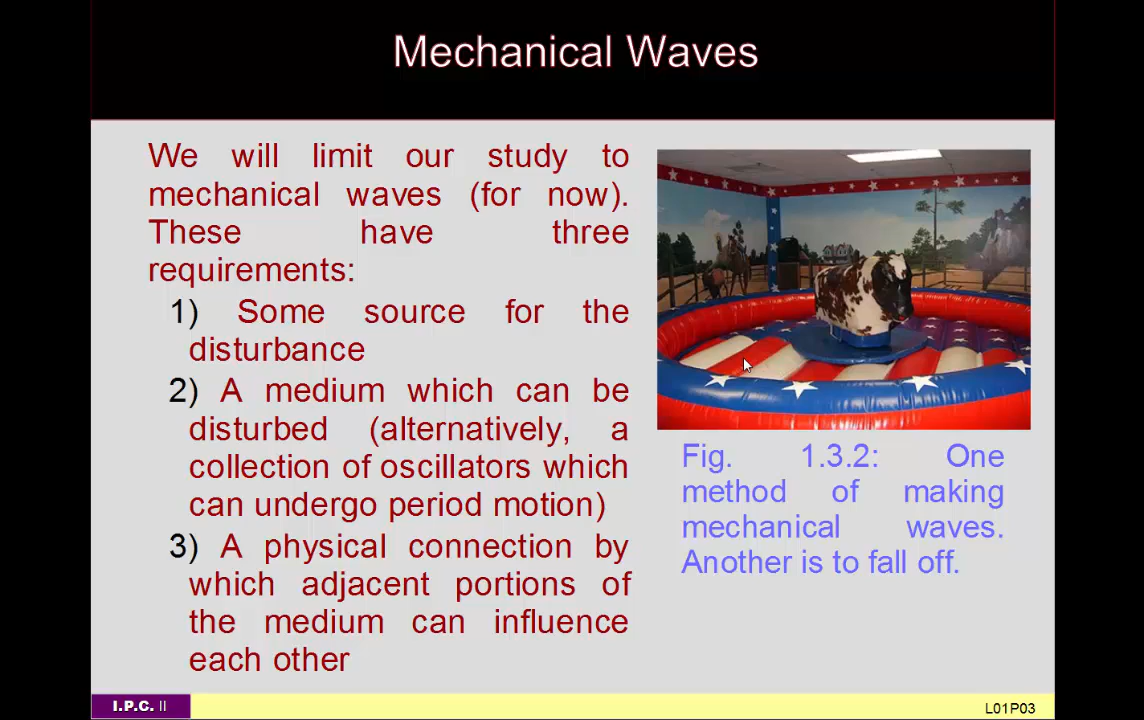 Mechanical Waves
We will limit our study to
mechanical waves (for now).
These have three
requirements:
1) Some source for the
disturbance
2) A medium which can be
disturbed (alternatively, a
collection of oscillators which
can undergo period motion)
3) A physical connection by
which adjacent portions of
the medium can influence
each other
Fig. 1.3.2: One
method of making
mechanical waves.
Another is to fall off.
I.P.C. II
L01P03